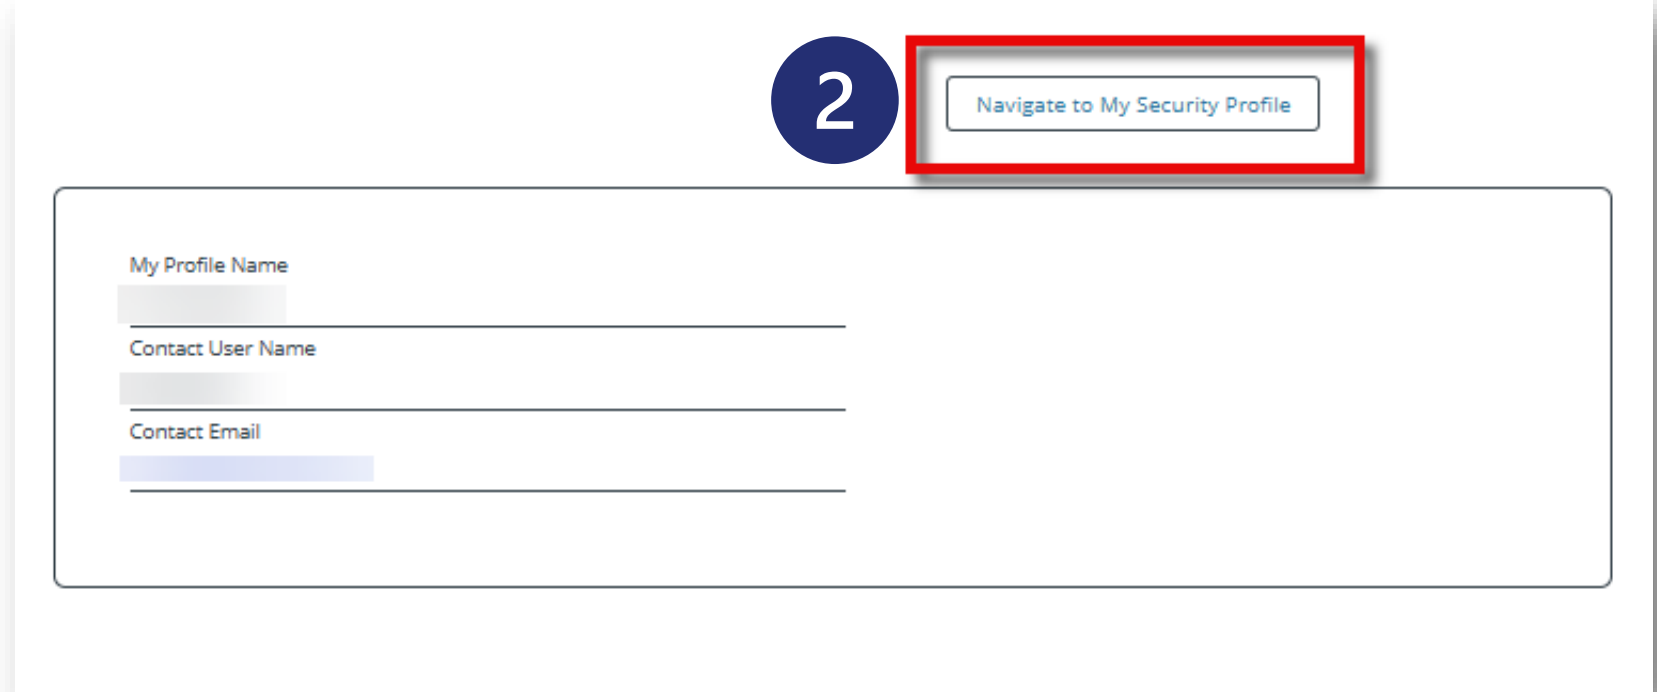 2
Navigate to My Security Profile
My Profile Name
Contact User Name
Contact Email